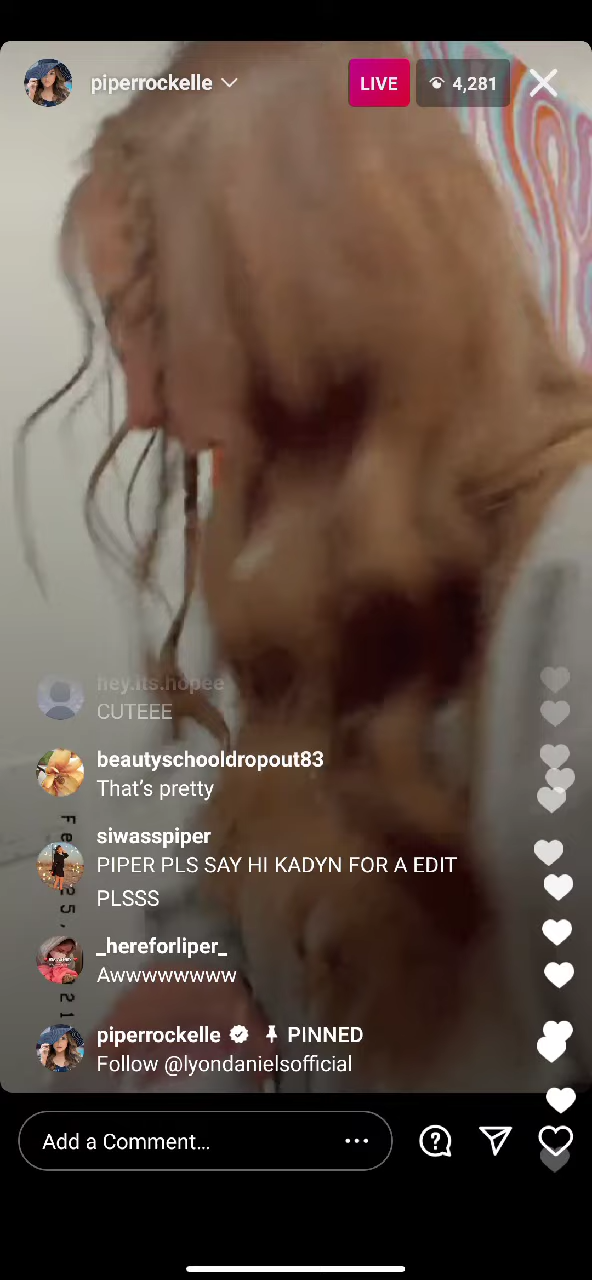 piperrockelle
LIVE
4,281
hey.its.hopee
CUTEEE
beautyschooldropout83
That's pretty
siwasspiper
PIPER PLS SAY HI KADYN FOR A EDIT
PLSSS
_hereforliper_
Awwwwwwww
piperrockelle PINNED
Follow @lyondanielsofficial
Add a Comment...